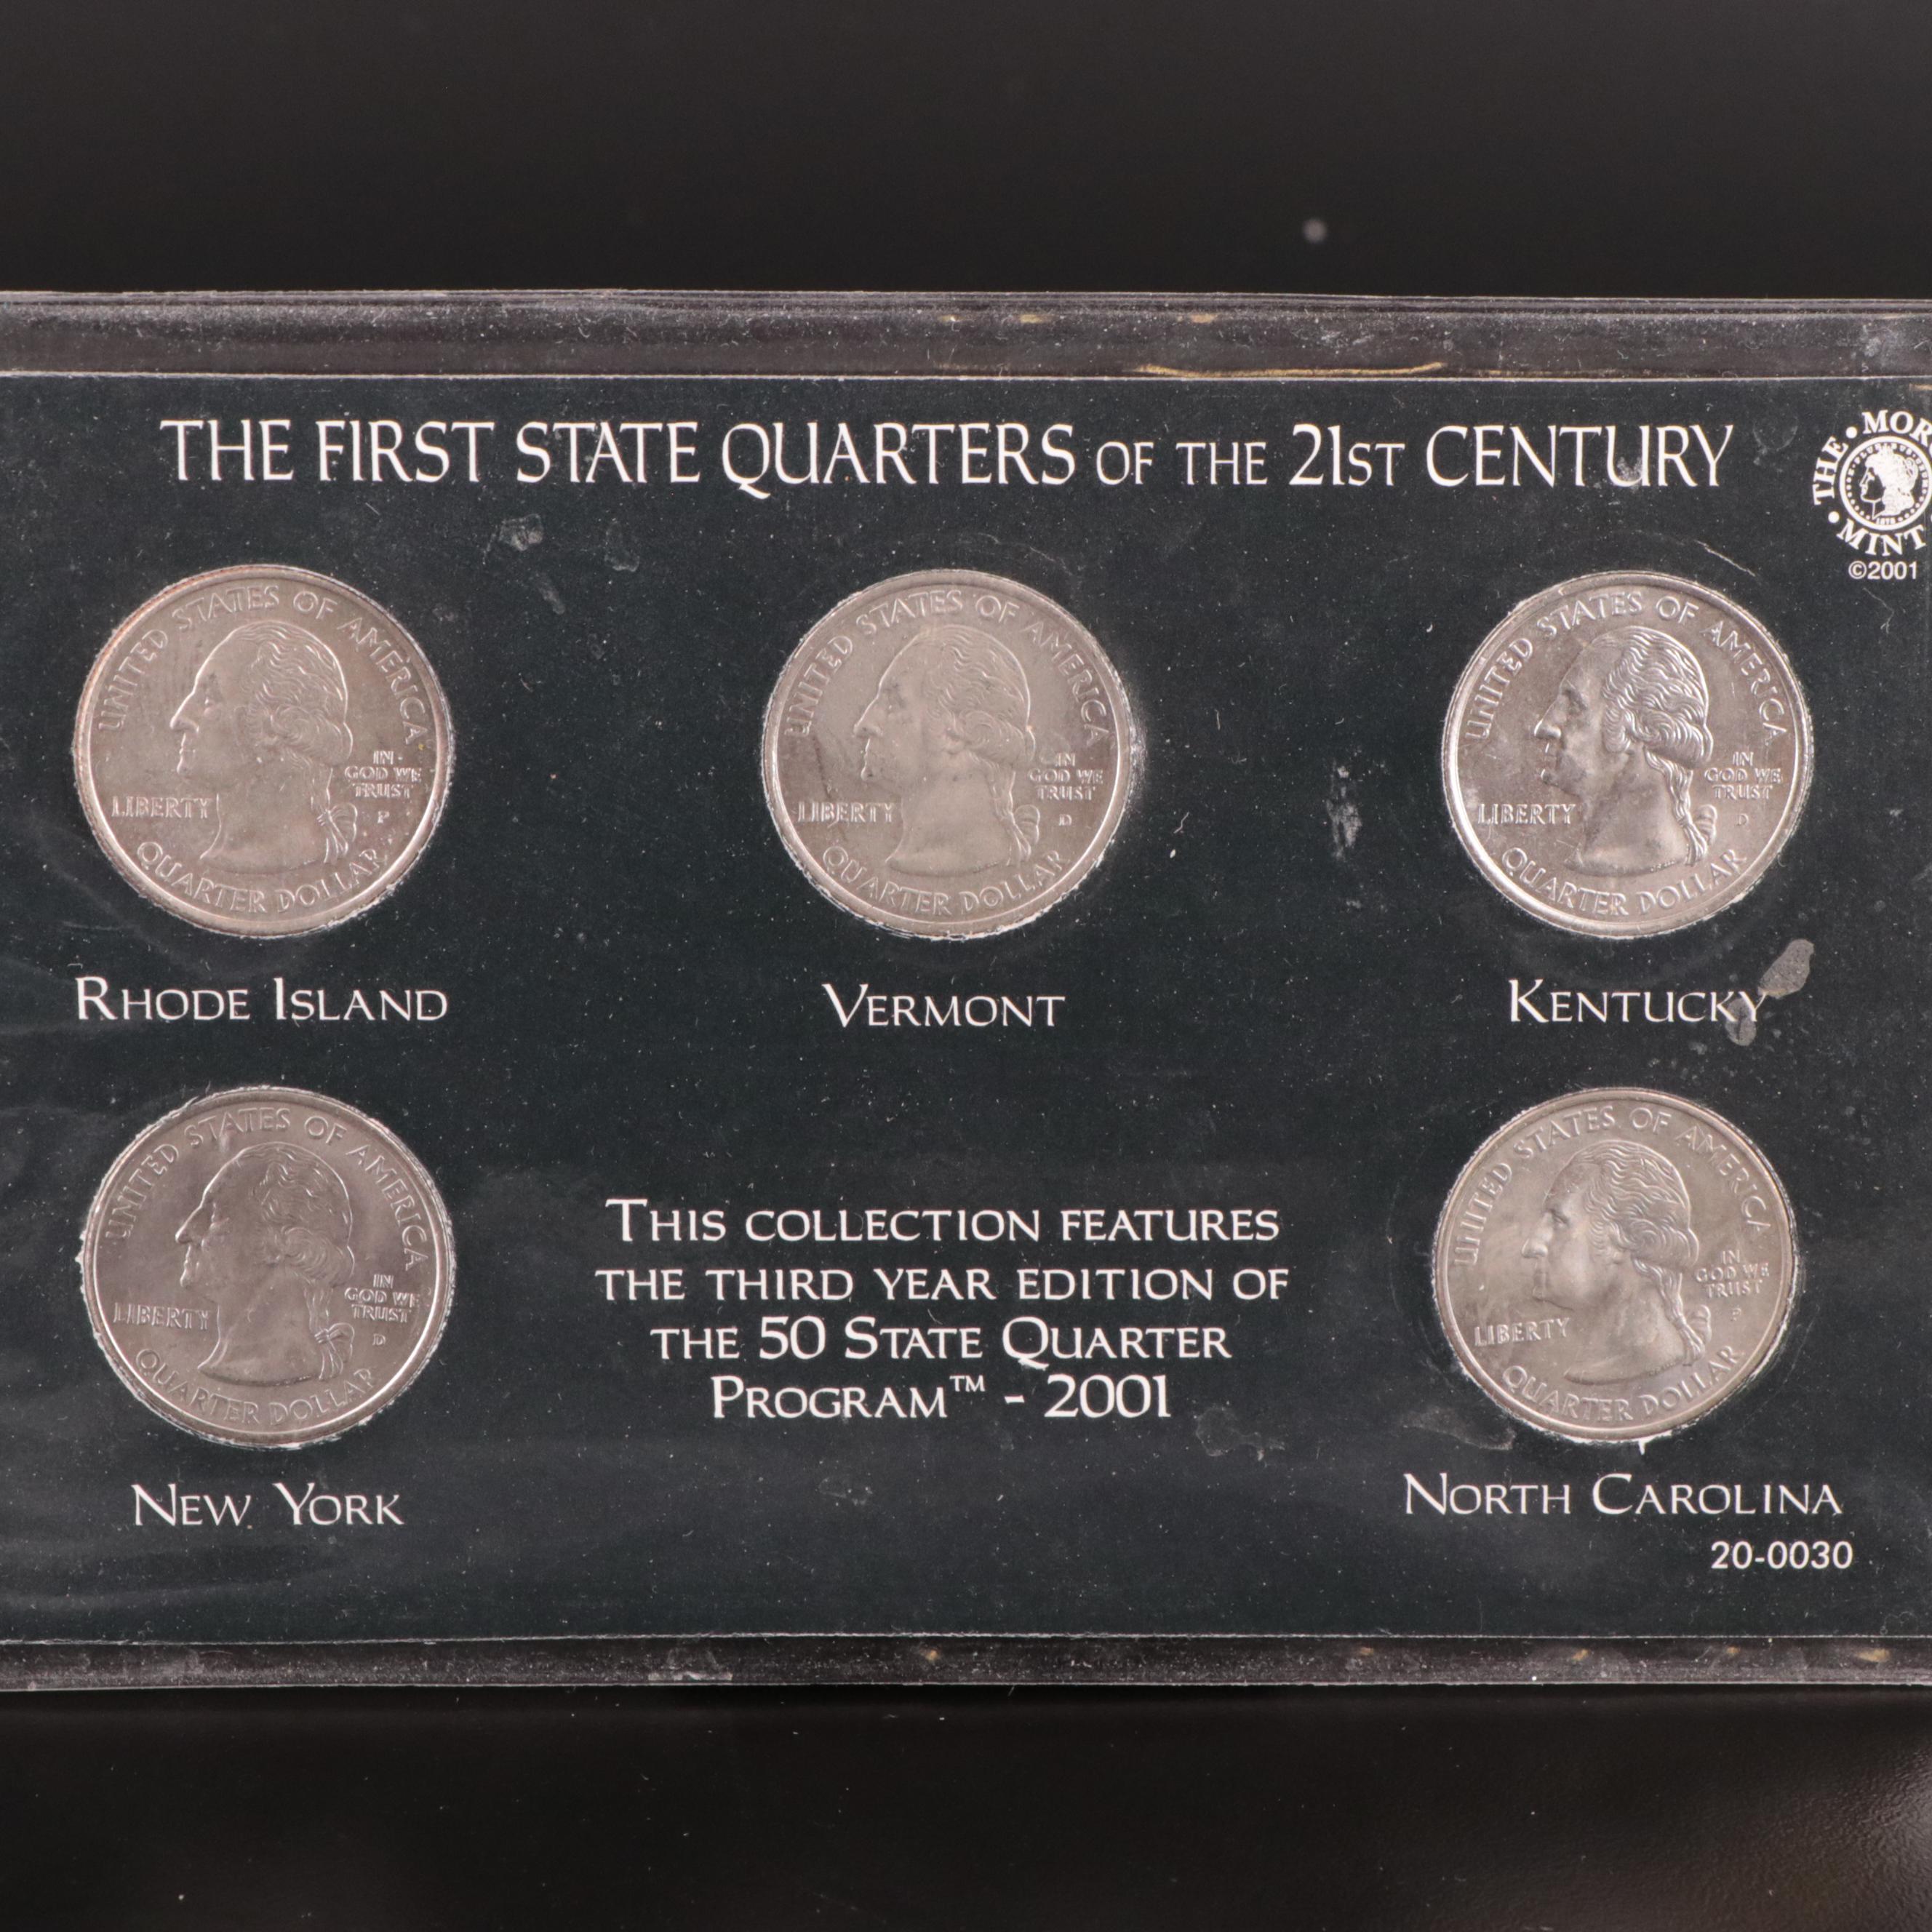 THE FIRST STATE QUARTERS OF THE 21ST CENTURY
THE • MOR
• MINT
1878
©2001
UNITED STATES OF AMERICA
IN
GOD WE
TRUST
LIBERTY
P
QUARTER DOLLAR
UNITED STATES OF AMERICA
IN
GOD WE
TRUST
LIBERTY
D
QUARTER DOLLAR
UNITED STATES OF AMERICA
IN
GOD WE
TRUST
LIBERTY
D
QUARTER DOLLAR
RHODE ISLAND
VERMONT
KENTUCKY
UNITED STATES OF AMERICA
IN
GOD WE
TRUST
LIBERTY
D
QUARTER DOLLAR
THIS COLLECTION FEATURES
THE THIRD YEAR EDITION OF
THE 50 STATE QUARTER
PROGRAM™ - 2001
UNITED STATES OF AMERICA
IN
GOD WE
TRUST
LIBERTY
P
QUARTER DOLLAR
NEW YORK
NORTH CAROLINA
20-0030